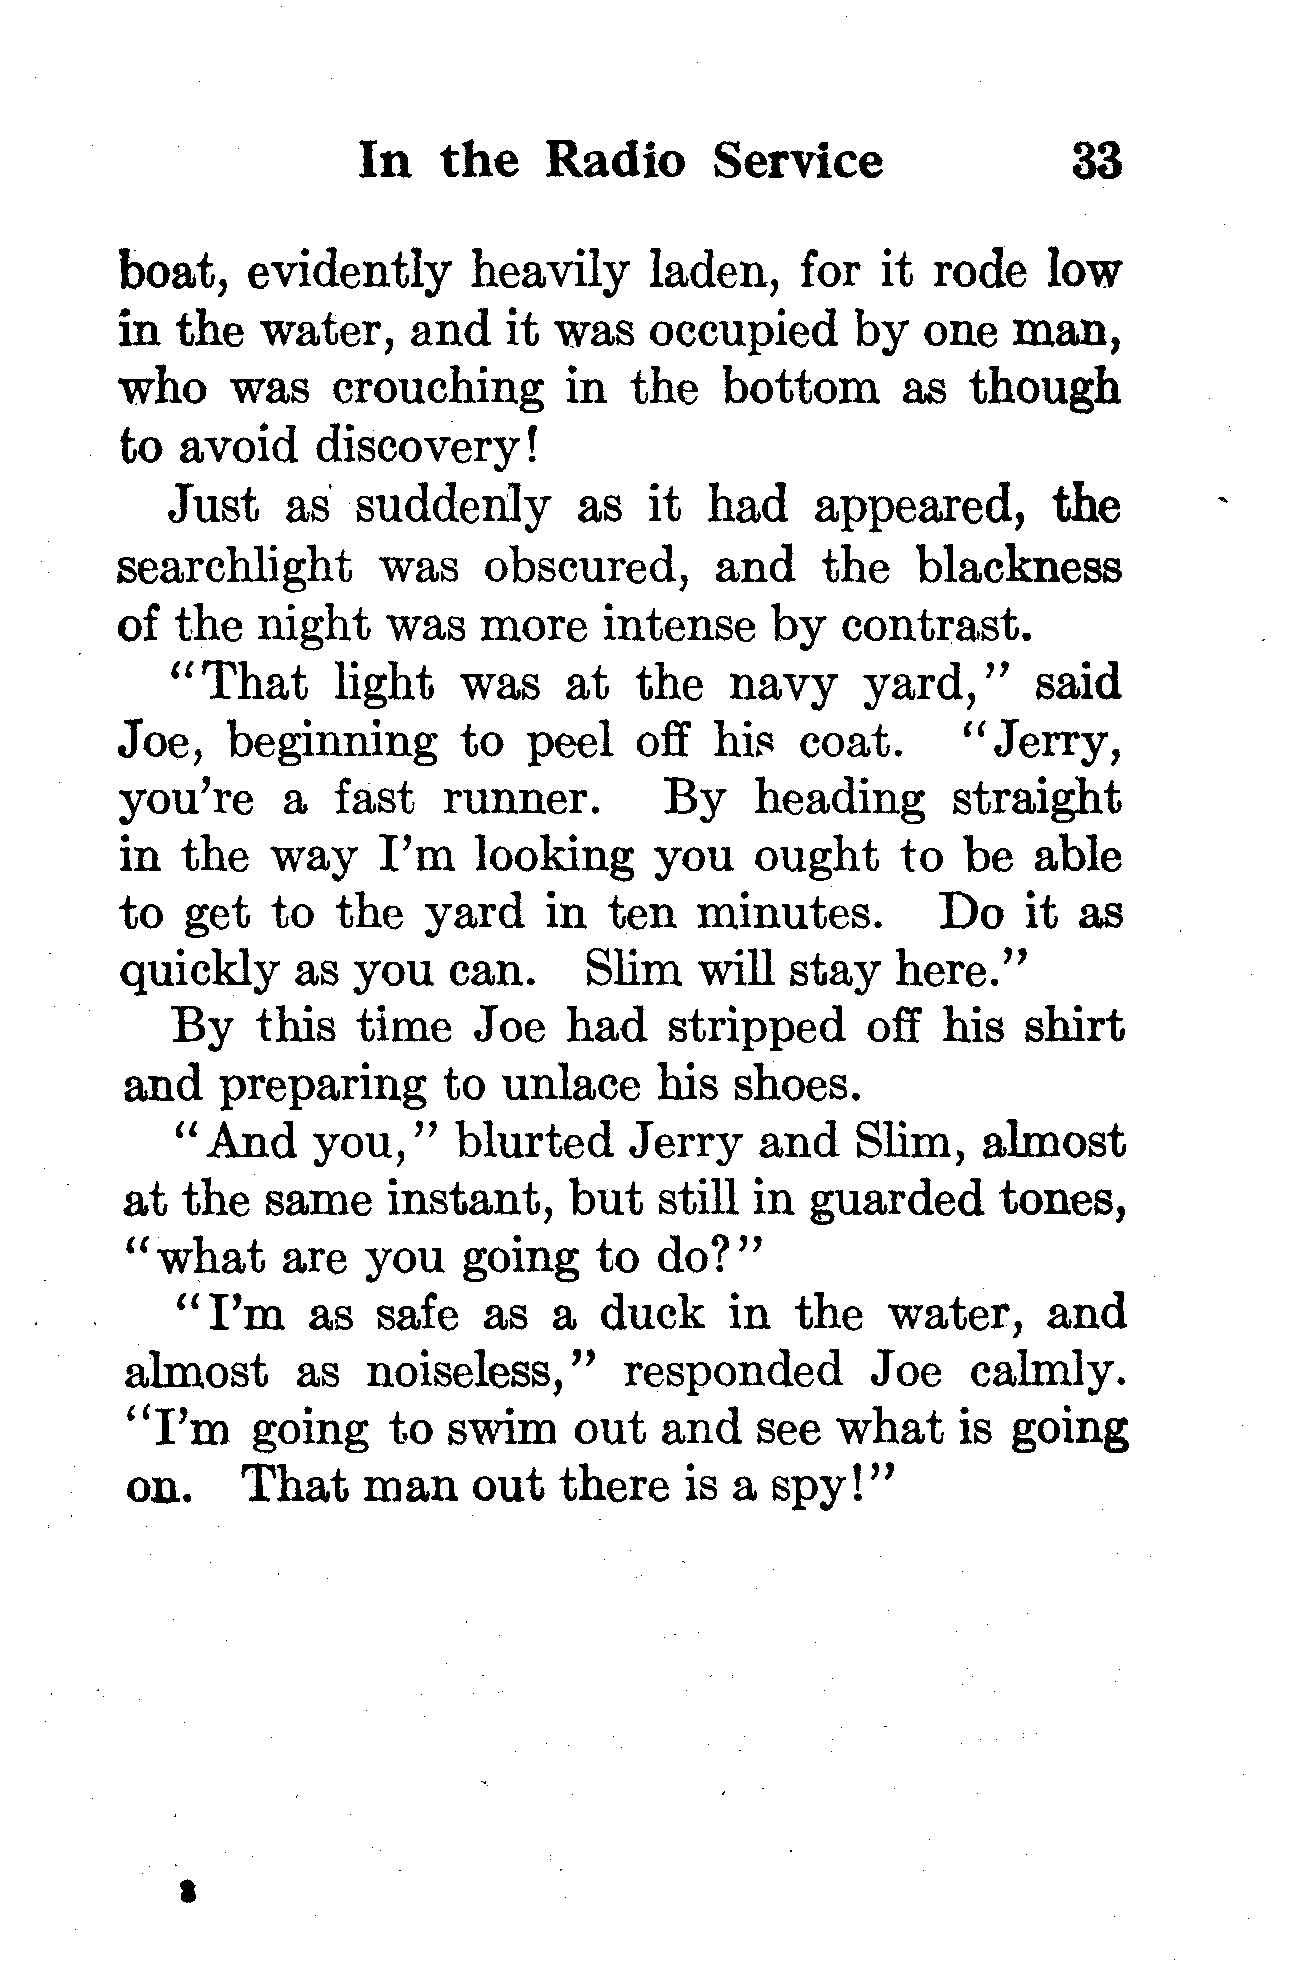 In the Radio Service 33
boat, evidently heavily laden, for it rode low
in the water, and it was occupied by one man,
who was crouching in the bottom as though
to avoid discovery!
Just as suddenly as it had appeared, the
searchlight was obscured, and the blackness
of the night was more intense by contrast.
“That light was at the navy yard,” said
Joe, beginning to peel off his coat. “Jerry,
you’re a fast runner. By heading straight
in the way I’m looking you ought to be able
to get to the yard in ten minutes. Do it as
quickly as you can. Slim will stay here.”
By this time Joe had stripped off his shirt
and preparing to unlace his shoes.
“And you,” blurted Jerry and Slim, almost
at the same instant, but still in guarded tones,
“what are you going to do?”
“I’m as safe as a duck in the water, and
almost as noiseless,” responded Joe calmly.
“I’m going to swim out and see what is going
on. That man out there is a spy!”